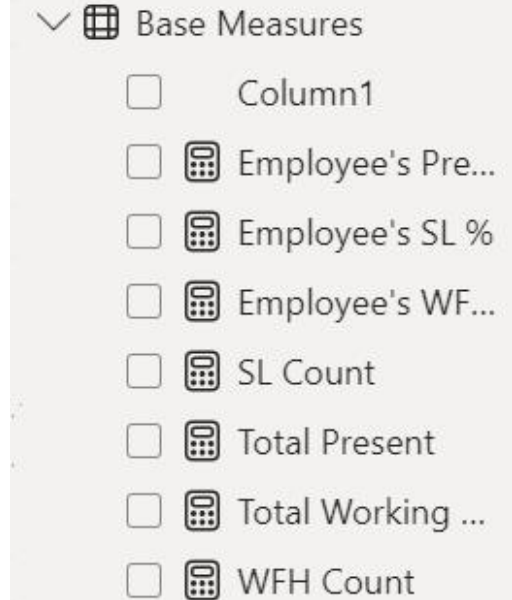 Base Measures
Column1
Employee's Pre...
Employee's SL %
Employee's WF...
SL Count
Total Present
Total Working ...
WFH Count